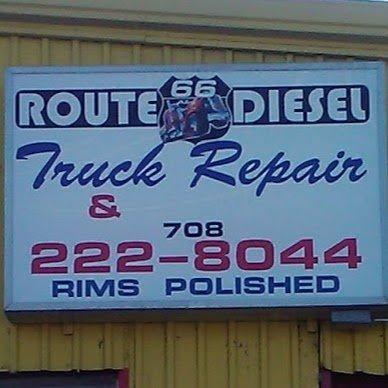 ROUTE 66 DIESEL
Truck Repair
&
708
222-8044
RIMS POLISHED